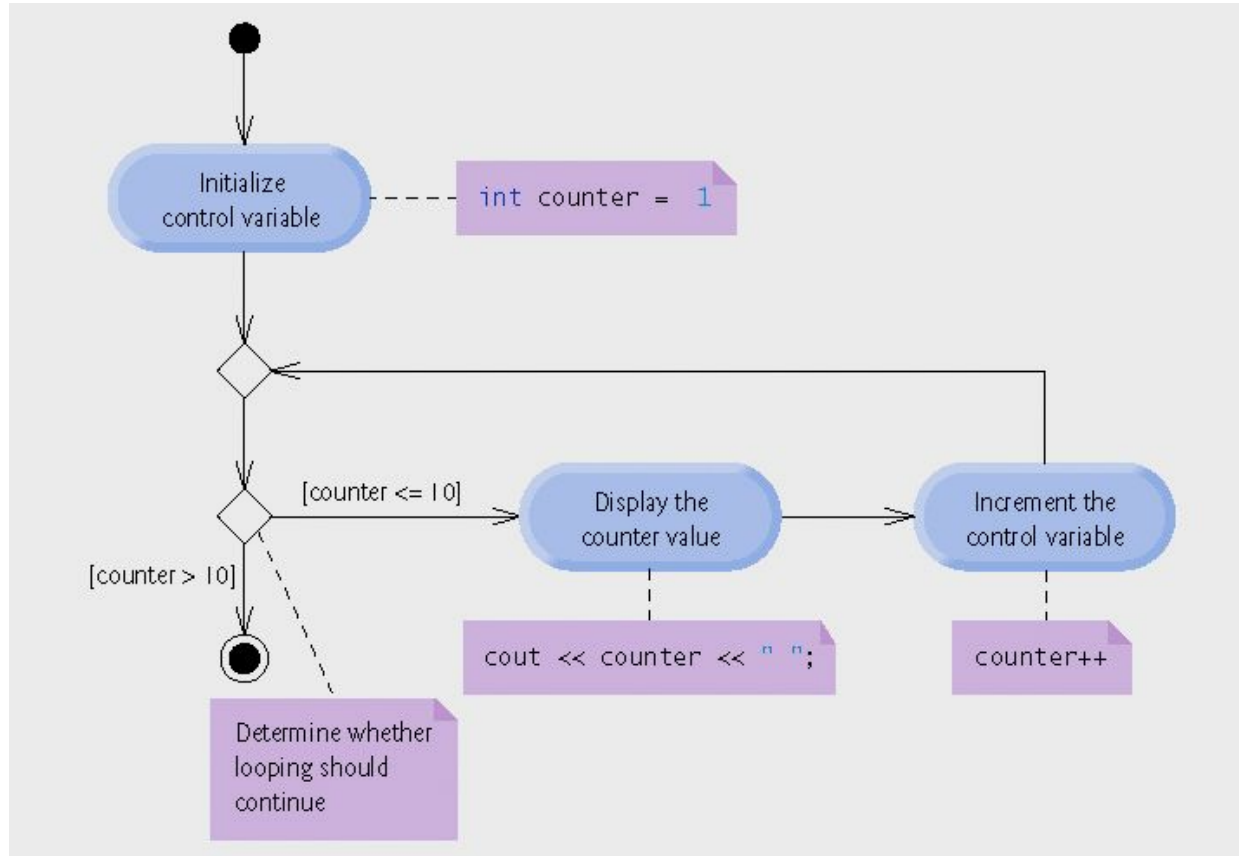 Initialize
control variable
int counter = 1
[counter <= 10]
Display the
counter value
Increment the
control variable
[counter > 10]
cout << counter << " ";
counter++
Determine whether
looping should
continue